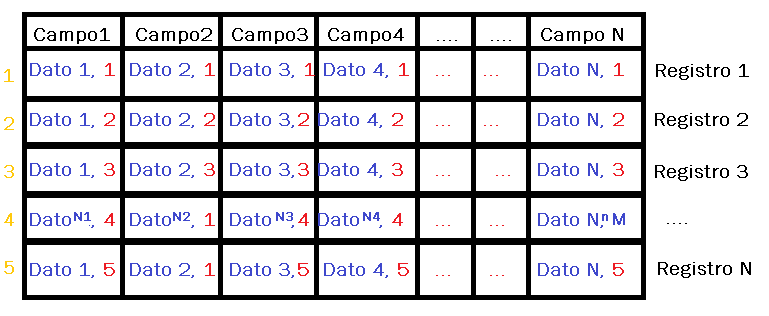 Campo1 Campo2 Campo3 Campo4 .... .... Campo N
1 Dato 1, 1 Dato 2, 1 Dato 3, 1 Dato 4, 1 ... ... Dato N, 1 Registro 1
2 Dato 1, 2 Dato 2, 2 Dato 3,2 Dato 4, 2 ... ... Dato N, 2 Registro 2
3 Dato 1, 3 Dato 2, 3 Dato 3,3 Dato 4, 3 ... ... Dato N, 3 Registro 3
4 Dato N1, 4 Dato N2, 1 Dato N3,4 Dato N4, 4 ... ... Dato N,n M ....
5 Dato 1, 5 Dato 2, 1 Dato 3,5 Dato 4, 5 ... ... Dato N, 5 Registro N